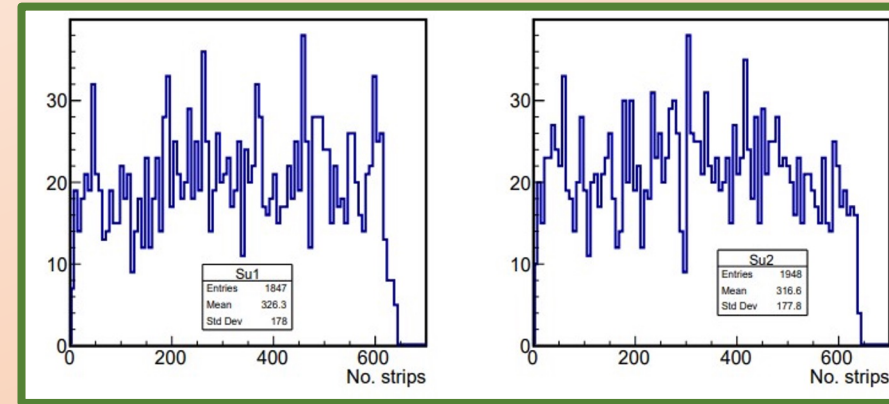 30
20
10
0
0
200
400
600
No. strips
Su1
Entries 1847
Mean 326.3
Std Dev 178
30
20
10
0
0
200
400
600
No. strips
Su2
Entries 1948
Mean 316.6
Std Dev 177.8